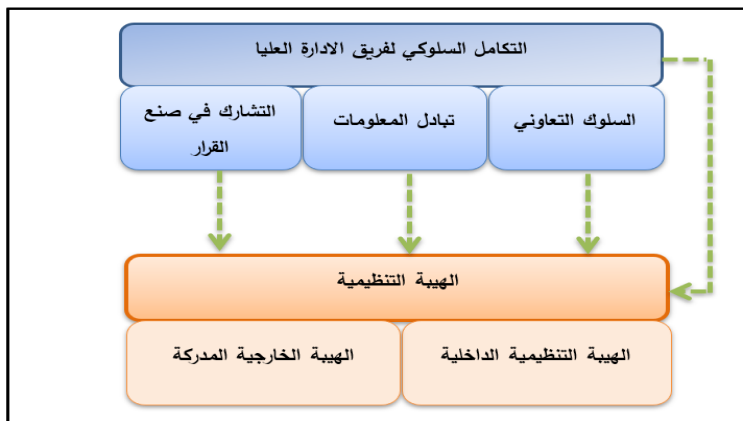 التكامل السلوكي لفريق الادارة العليا
السلوك التعاوني
تبادل المعلومات
التشارك في صنع
القرار
الهيبة التنظيمية
الهيبة التنظيمية الداخلية
الهيبة الخارجية المدركة